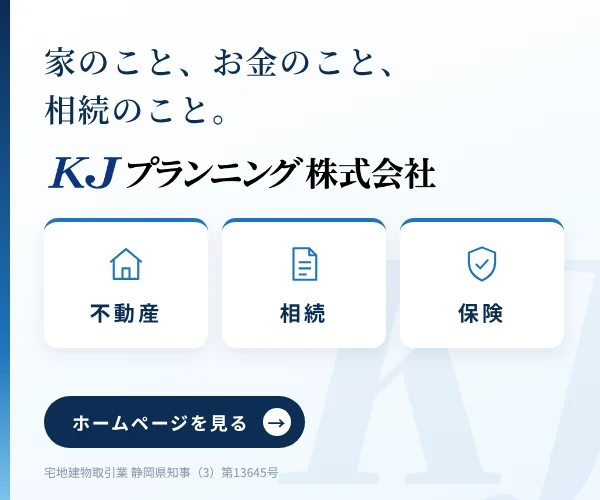 家のこと、お金のこと、
相続のこと。
KJプランニング株式会社
不動産
相続
保険
ホームページを見る →
宅地建物取引業 静岡県知事（3）第13645号
KJ